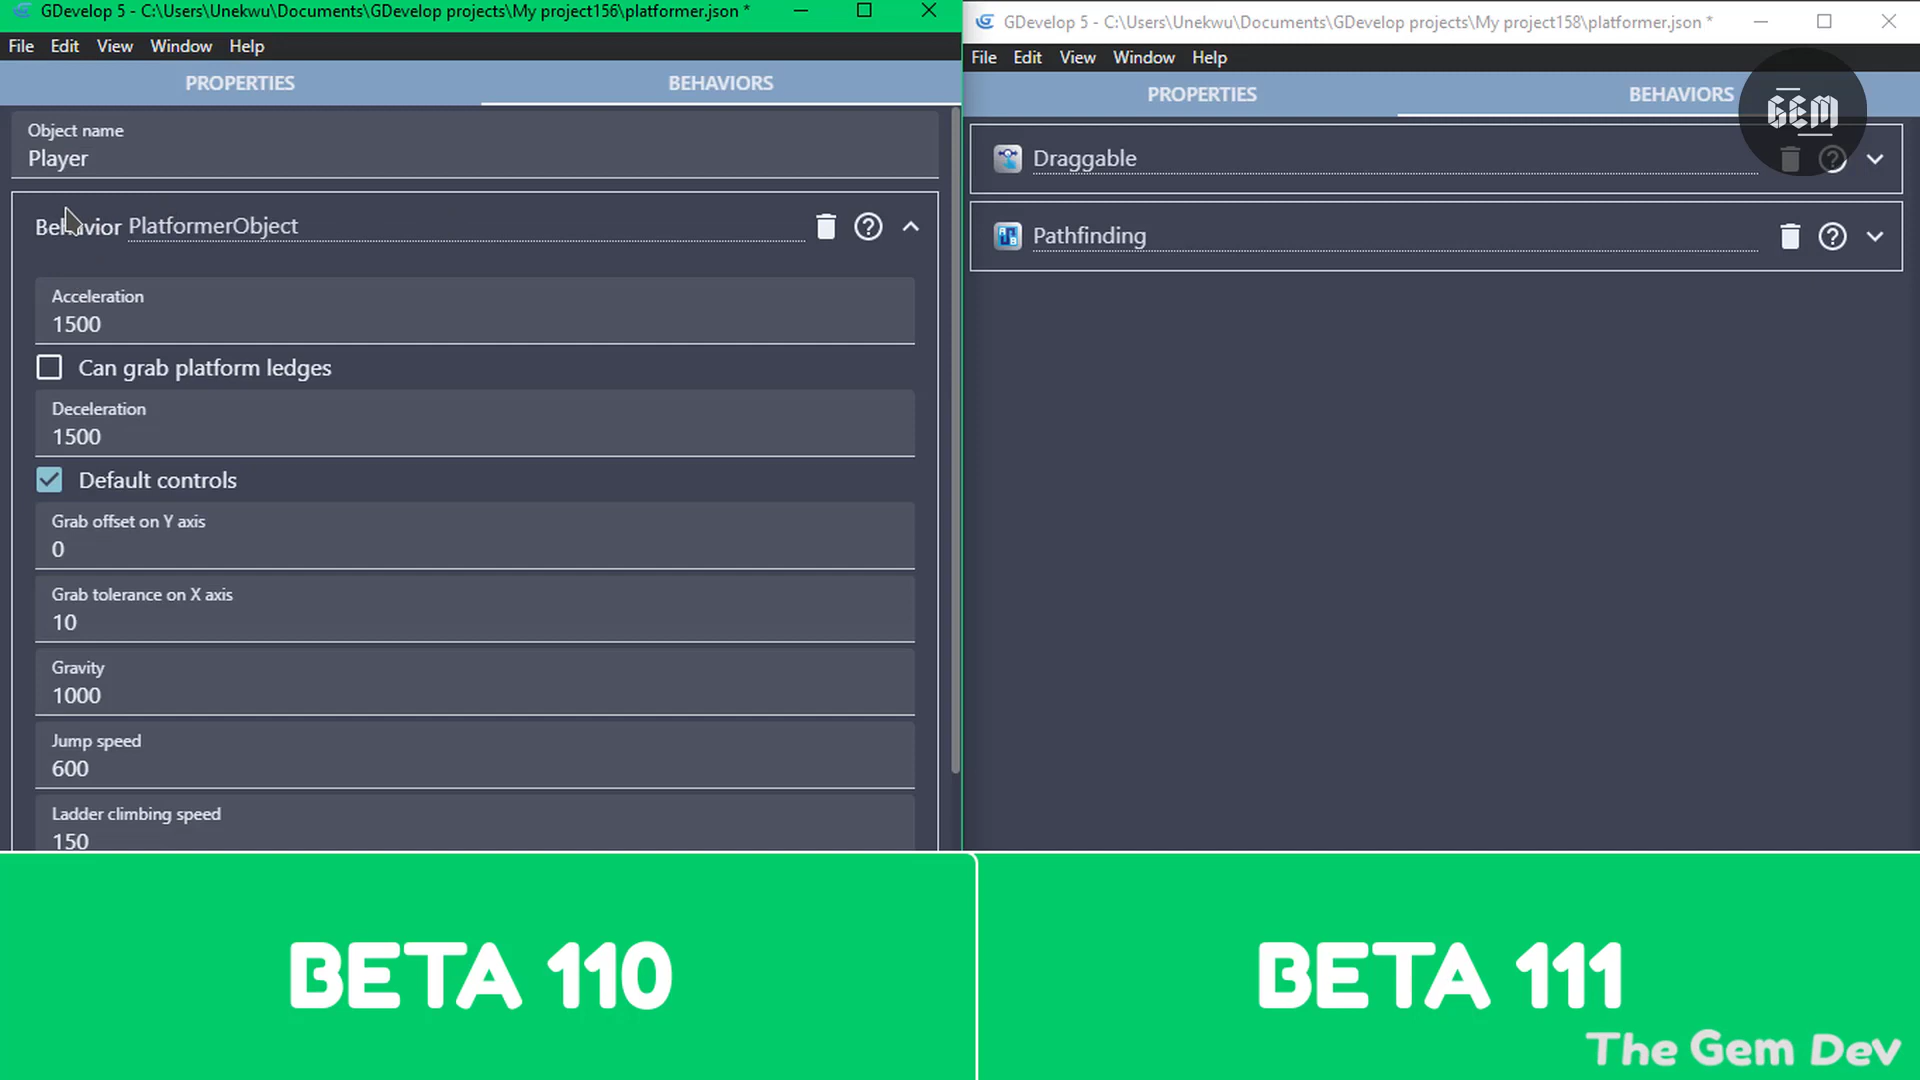 GDevelop 5 - C:\Users\Unekwu\Documents\GDevelop projects\My project156\platformer.json *
File Edit View Window Help
PROPERTIES BEHAVIORS
Object name
Player
Behavior PlatformerObject
Acceleration
1500
Can grab platform ledges
Deceleration
1500
Default controls
Grab offset on Y axis
0
Grab tolerance on X axis
10
Gravity
1000
Jump speed
600
Ladder climbing speed
150
GDevelop 5 - C:\Users\Unekwu\Documents\GDevelop projects\My project158\platformer.json *
File Edit View Window Help
PROPERTIES BEHAVIORS
GEM
Draggable
Pathfinding
BETA 110
BETA 111
The Gem Dev